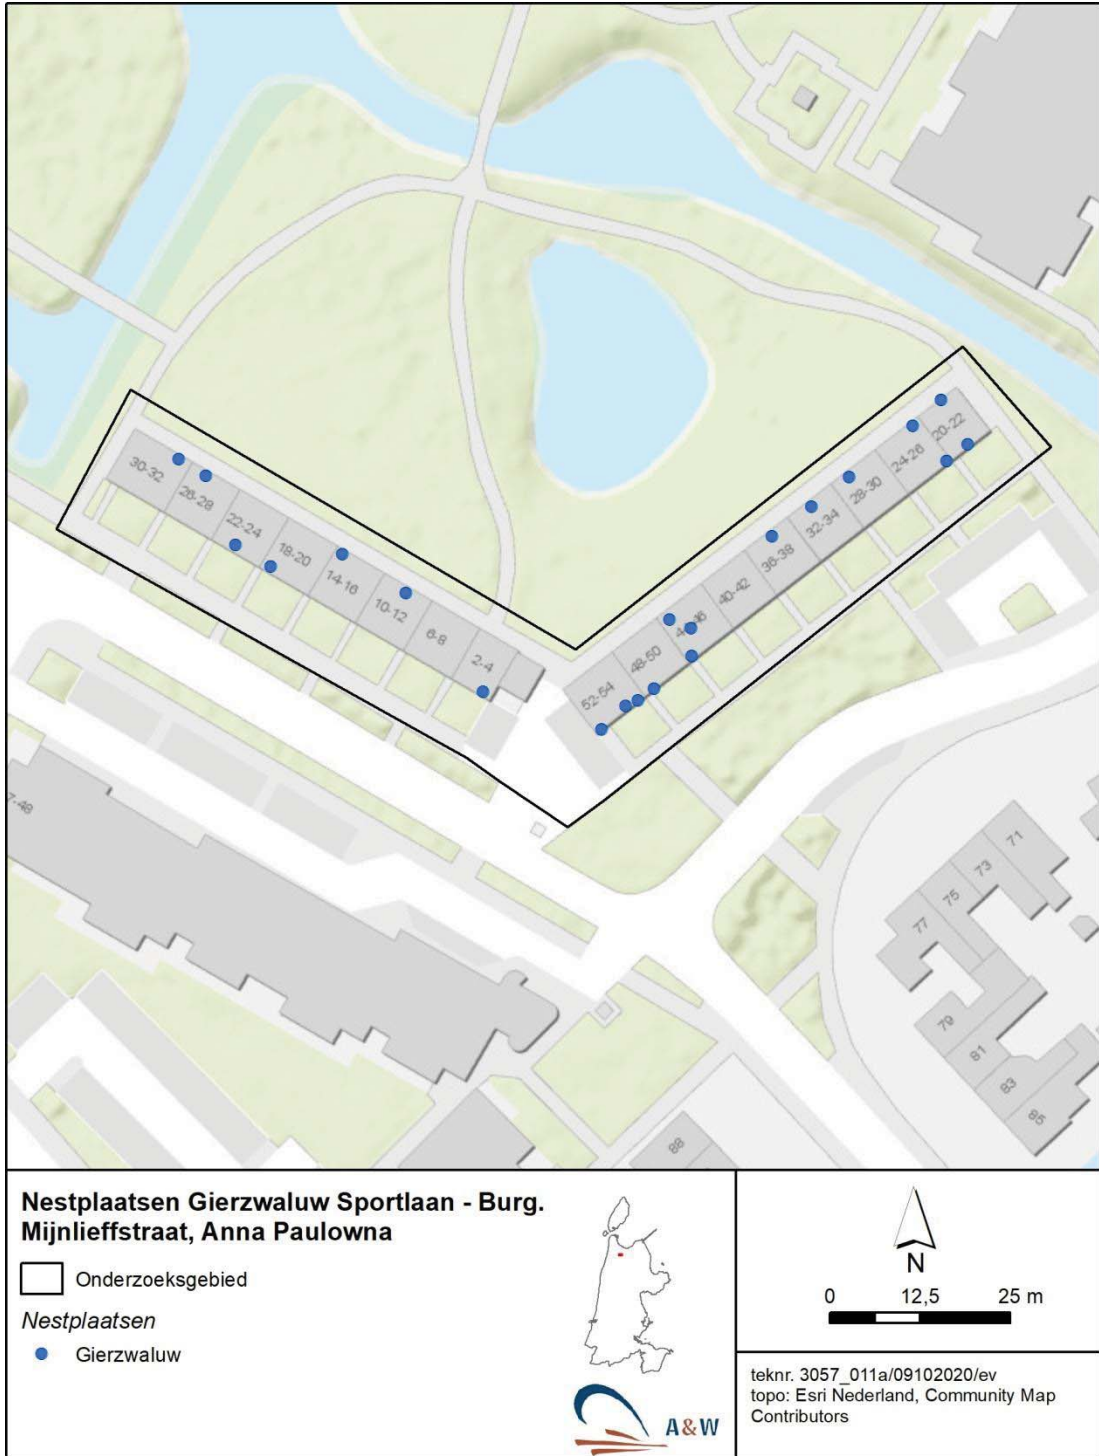 20-22
24-26
28-30
32-34
36-38
40-42
48-50
52-54
30-32
26-28
22-24
18-20
14-16
10-12
6-8
2-4
71
73
75
77
79
81
83
85
88
Nestplaatsen Gierzwaluw Sportlaan - Burg.
Mijnlieffstraat, Anna Paulowna
Onderzoeksgebied
Nestplaatsen
Gierzwaluw
A&W
N
0 12,5 25 m
teknr. 3057_011a/09102020/ev
topo: Esri Nederland, Community Map
Contributors